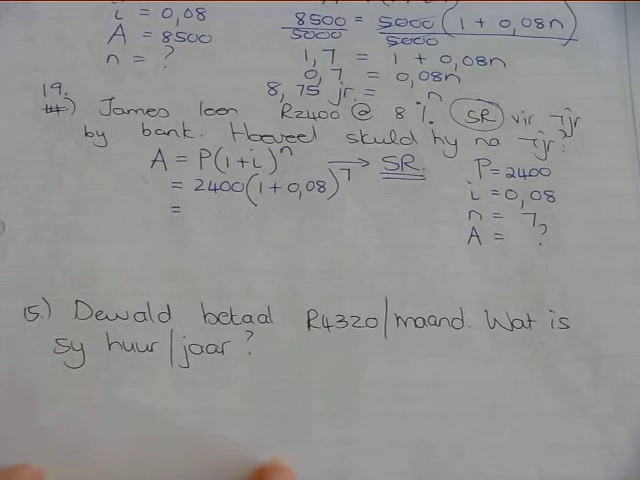 i = 0,08
A = 8500
n = ?
8500 = 5000(1 + 0,08n)
5000 5000
1,7 = 1 + 0,08n
0,7 = 0,08n
8,75 jr. = n
19.
James leen R2400 @ 8% SR vir 7jr
by bank. Hoeveel skuld hy na 7jr?
A = P(1+i)^n
= 2400(1+0,08)^7 → SR.
=
P = 2400
i = 0,08
n = 7
A = ?
15.) Dewald betaal R4320/maand. Wat is
sy huur/jaar?